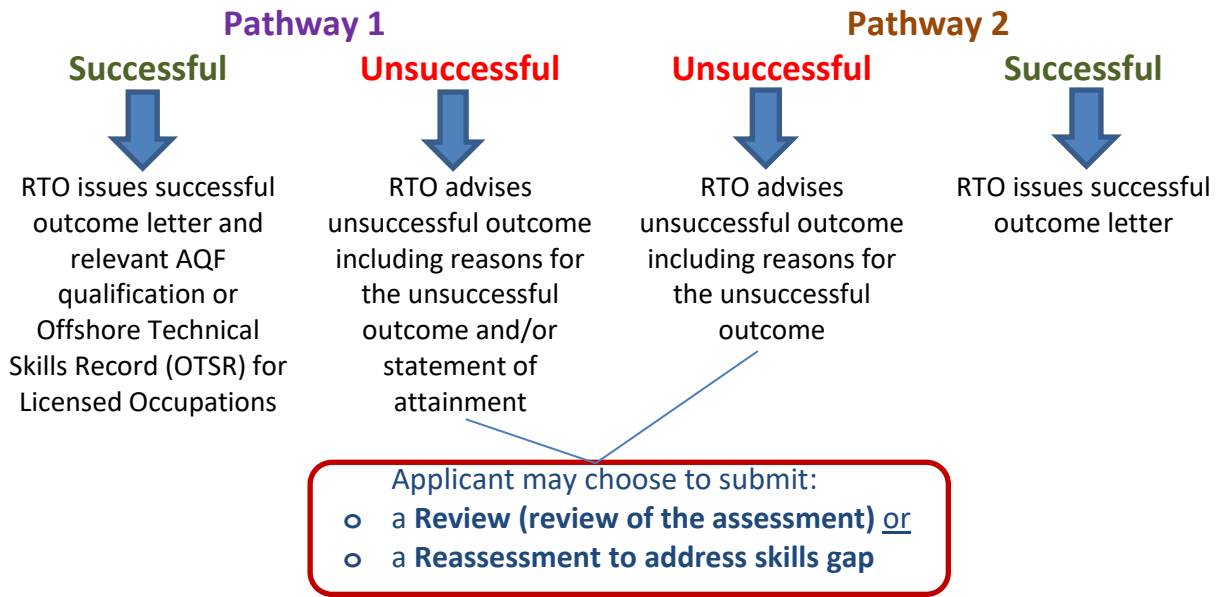 Pathway 1
Pathway 2
Successful
Unsuccessful
Unsuccessful
Successful
RTO issues successful
outcome letter and
relevant AQF
qualification or
Offshore Technical
Skills Record (OTSR) for
Licensed Occupations
RTO advises
unsuccessful outcome
including reasons for
the unsuccessful
outcome and/or
statement of
attainment
RTO advises
unsuccessful outcome
including reasons for
the unsuccessful
outcome
RTO issues successful
outcome letter
Applicant may choose to submit:
o a Review (review of the assessment) or
o a Reassessment to address skills gap